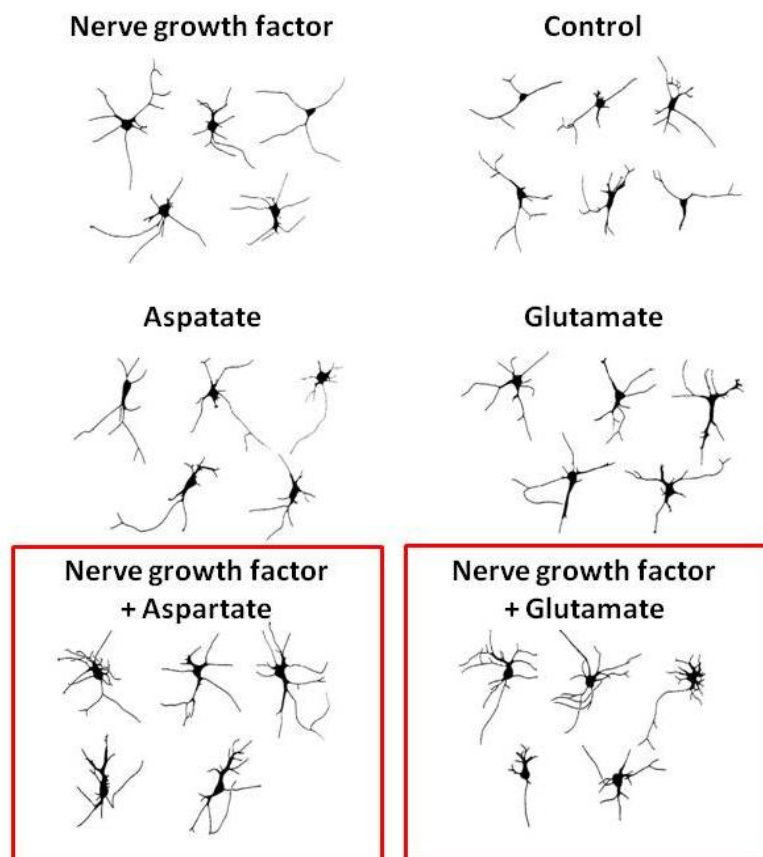 Nerve growth factor
Control
Aspatate
Glutamate
Nerve growth factor
+ Aspartate
Nerve growth factor
+ Glutamate